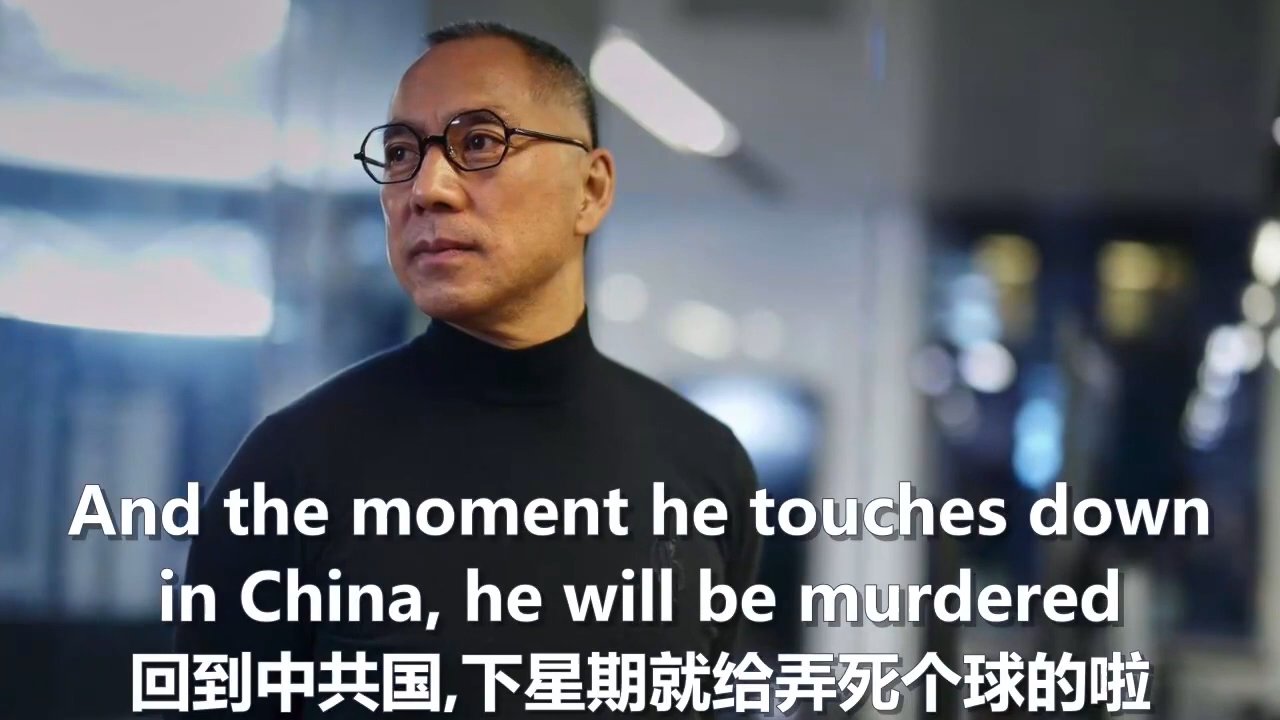 And the moment he touches down
in China, he will be murdered
回到中共国,下星期就给弄死个球的啦